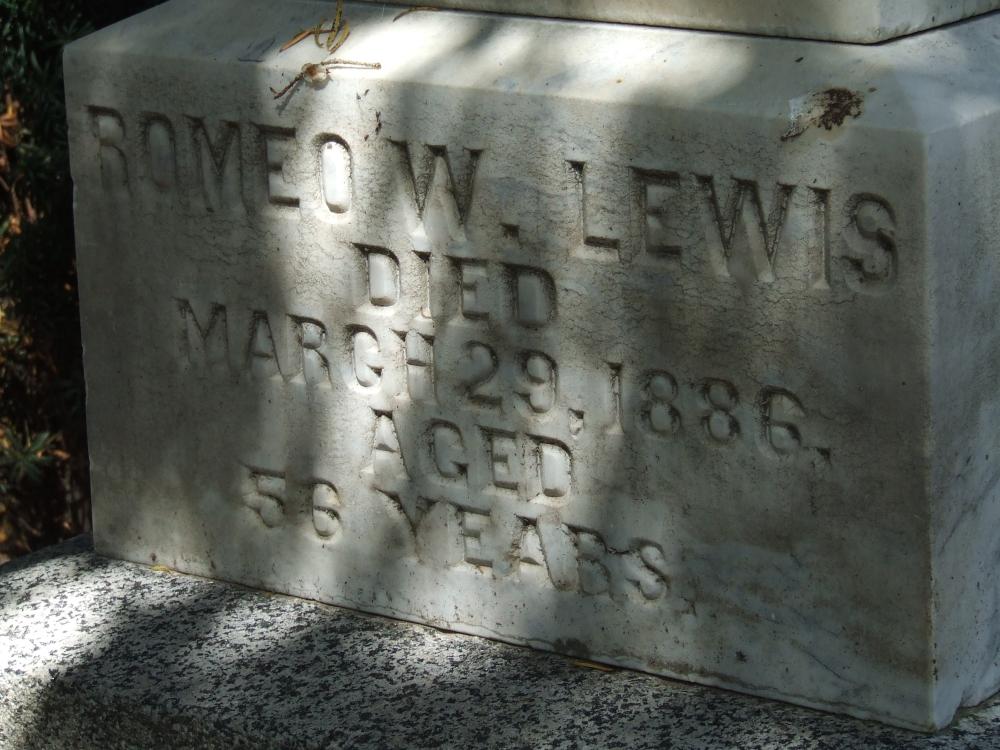 ROMEO W. LEWIS
DIED
MARCH 29, 1886,
AGED
56 YEARS.